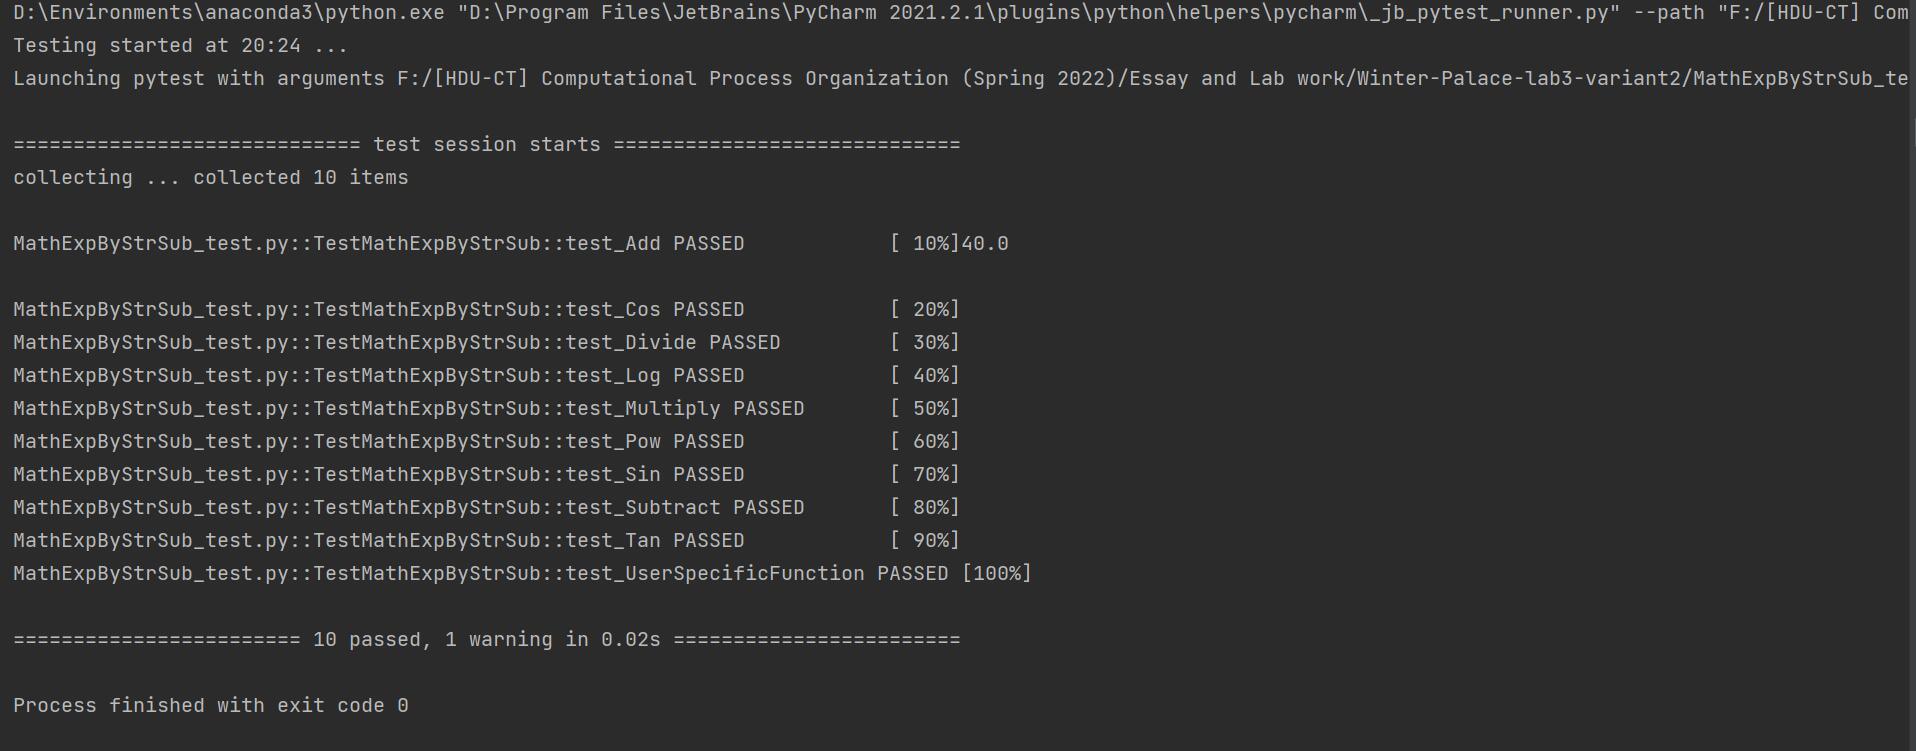 D:\Environments\anaconda3\python.exe "D:\Program Files\JetBrains\PyCharm 2021.2.1\plugins\python\helpers\pycharm\_jb_pytest_runner.py" --path "F:/[HDU-CT] Com
Testing started at 20:24 ...
Launching pytest with arguments F:/[HDU-CT] Computational Process Organization (Spring 2022)/Essay and Lab work/Winter-Palace-lab3-variant2/MathExpByStrSub_te
============================= test session starts =============================
collecting ... collected 10 items
MathExpByStrSub_test.py::TestMathExpByStrSub::test_Add PASSED            [ 10%]40.0
MathExpByStrSub_test.py::TestMathExpByStrSub::test_Cos PASSED            [ 20%]
MathExpByStrSub_test.py::TestMathExpByStrSub::test_Divide PASSED         [ 30%]
MathExpByStrSub_test.py::TestMathExpByStrSub::test_Log PASSED            [ 40%]
MathExpByStrSub_test.py::TestMathExpByStrSub::test_Multiply PASSED       [ 50%]
MathExpByStrSub_test.py::TestMathExpByStrSub::test_Pow PASSED            [ 60%]
MathExpByStrSub_test.py::TestMathExpByStrSub::test_Sin PASSED            [ 70%]
MathExpByStrSub_test.py::TestMathExpByStrSub::test_Subtract PASSED       [ 80%]
MathExpByStrSub_test.py::TestMathExpByStrSub::test_Tan PASSED            [ 90%]
MathExpByStrSub_test.py::TestMathExpByStrSub::test_UserSpecificFunction PASSED [100%]
======================== 10 passed, 1 warning in 0.02s ========================
Process finished with exit code 0